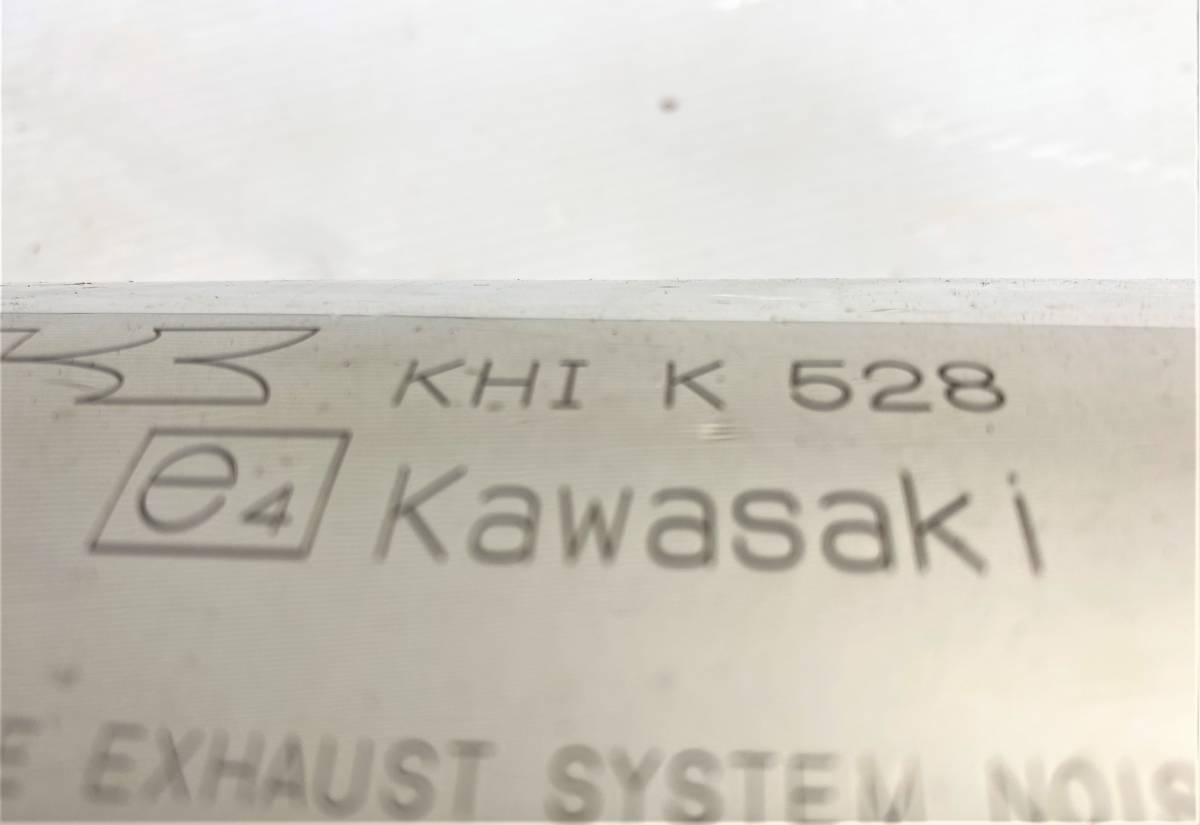 KHI K 528
e4 Kawasaki
EXHAUST SYSTEM